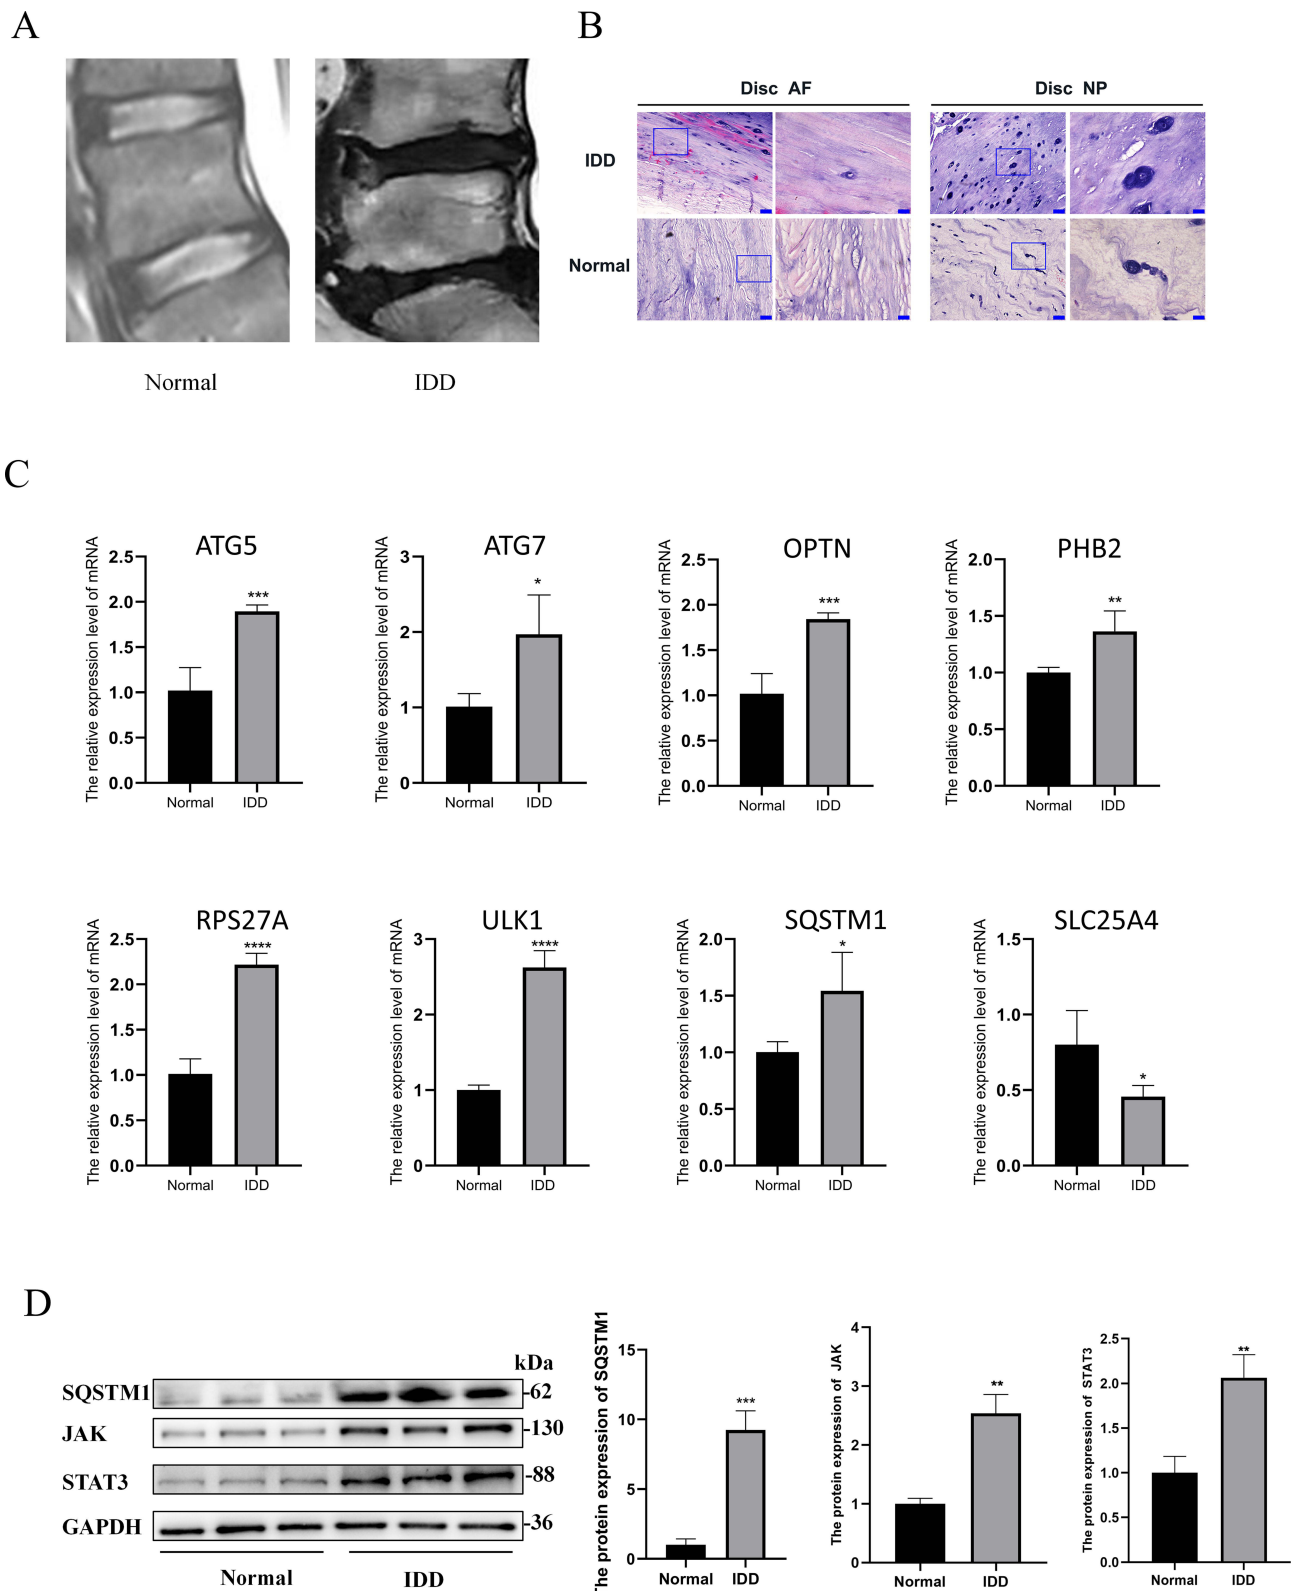 A
B
Normal
IDD
Disc AF
Disc NP
IDD
Normal
C
ATG5
The relative expression level of mRNA
2.5
2.0
1.5
1.0
0.5
0.0
***
Normal
IDD
ATG7
The relative expression level of mRNA
3
2
1
0
*
Normal
IDD
OPTN
The relative expression level of mRNA
2.5
2.0
1.5
1.0
0.5
0.0
***
Normal
IDD
PHB2
The relative expression level of mRNA
2.0
1.5
1.0
0.5
0.0
**
Normal
IDD
RPS27A
The relative expression level of mRNA
2.5
2.0
1.5
1.0
0.5
0.0
****
Normal
IDD
ULK1
The relative expression level of mRNA
3
2
1
0
****
Normal
IDD
SQSTM1
The relative expression level of mRNA
2.0
1.5
1.0
0.5
0.0
*
Normal
IDD
SLC25A4
The relative expression level of mRNA
1.5
1.0
0.5
0.0
*
Normal
IDD
D
kDa
SQSTM1
-62
JAK
-130
STAT3
-88
GAPDH
-36
Normal
IDD
The protein expression of SQSTM1
15
10
5
0
***
Normal
IDD
The protein expression of JAK
4
3
2
1
0
**
Normal
IDD
The protein expression of STAT3
2.5
2.0
1.5
1.0
0.5
0.0
**
Normal
IDD